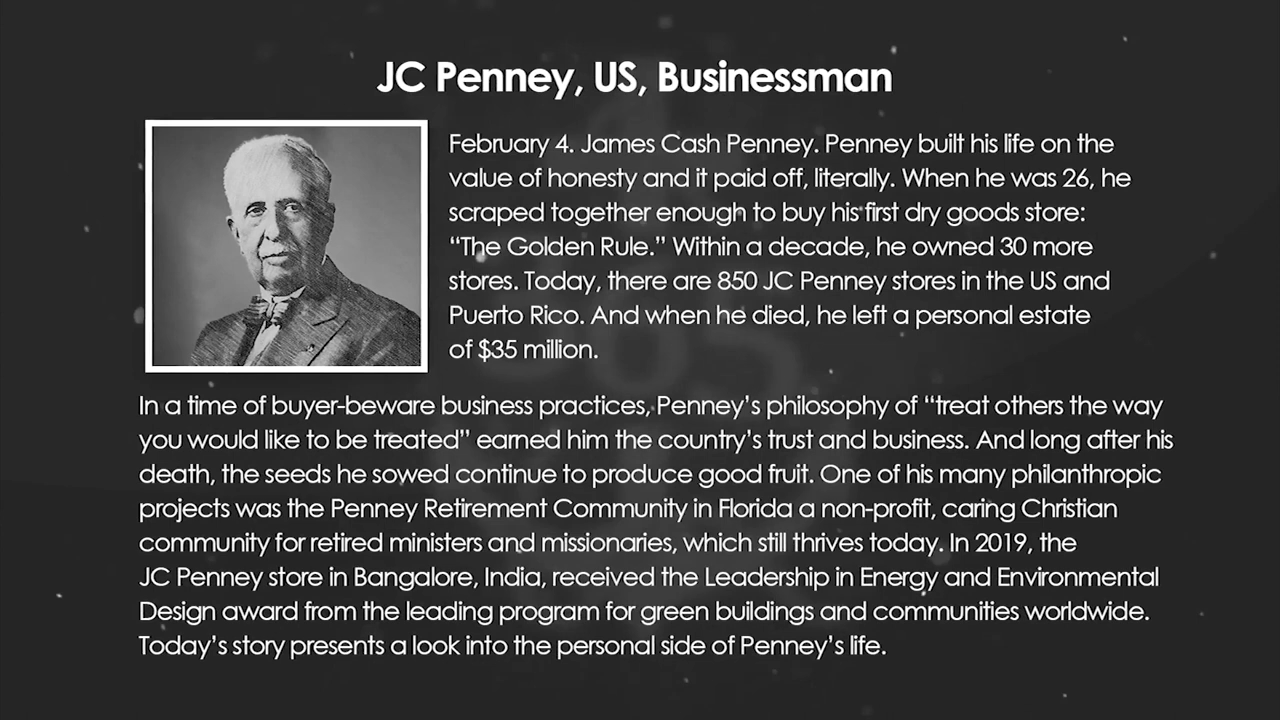 JC Penney, US, Businessman
February 4. James Cash Penney. Penney built his life on the
value of honesty and it paid off, literally. When he was 26, he
scraped together enough to buy his first dry goods store:
“The Golden Rule.” Within a decade, he owned 30 more
stores. Today, there are 850 JC Penney stores in the US and
Puerto Rico. And when he died, he left a personal estate
of $35 million.
In a time of buyer-beware business practices, Penney’s philosophy of “treat others the way
you would like to be treated” earned him the country’s trust and business. And long after his
death, the seeds he sowed continue to produce good fruit. One of his many philanthropic
projects was the Penney Retirement Community in Florida a non-profit, caring Christian
community for retired ministers and missionaries, which still thrives today. In 2019, the
JC Penney store in Bangalore, India, received the Leadership in Energy and Environmental
Design award from the leading program for green buildings and communities worldwide.
Today’s story presents a look into the personal side of Penney’s life.